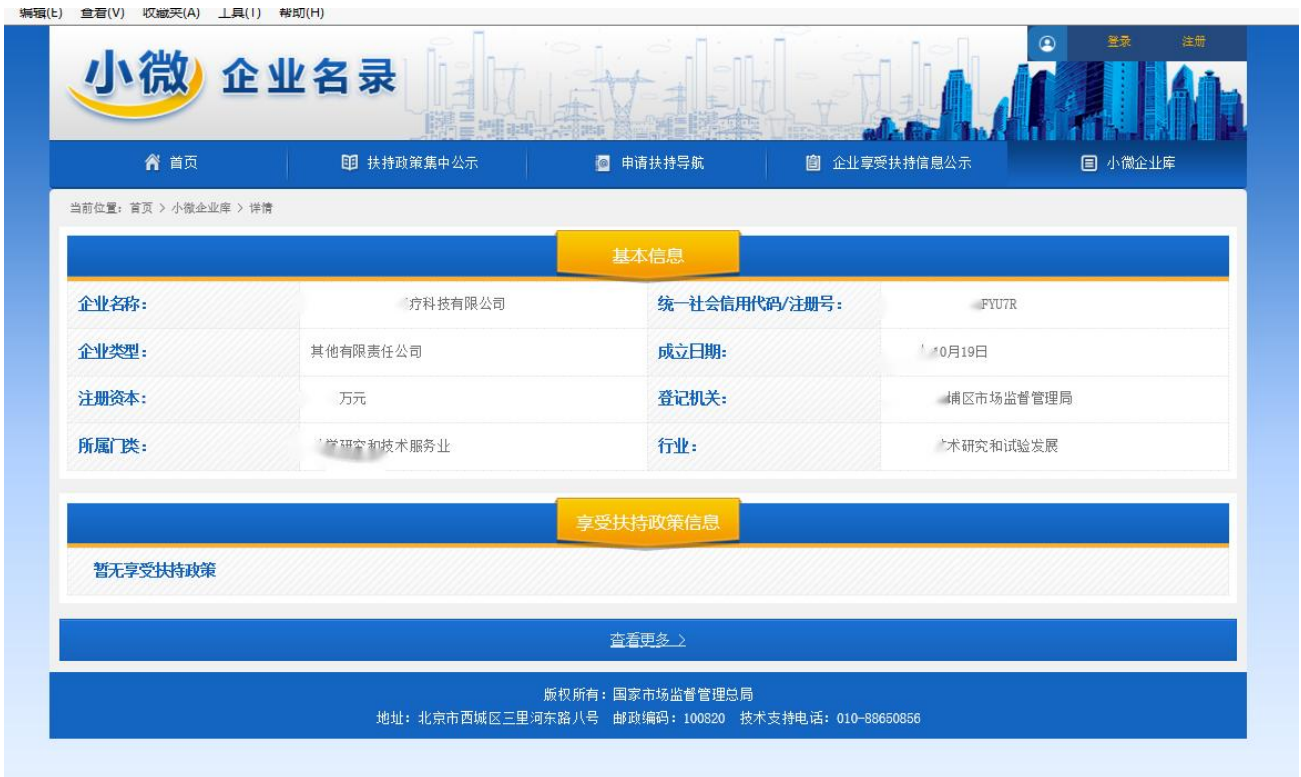 编辑(E) 查看(V) 收藏夹(A) 工具(T) 帮助(H)
小微 企业名录
登录 注册
首页 扶持政策集中公示 申请扶持导航 企业享受扶持信息公示 小微企业库
当前位置：首页 > 小微企业库 > 详情
基本信息
企业名称： 疗科技有限公司 统一社会信用代码/注册号： FYU7R
企业类型： 其他有限责任公司 成立日期： 10月19日
注册资本： 万元 登记机关： 埔区市场监督管理局
所属门类： 学研究和技术服务业 行业： 术研究和试验发展
享受扶持政策信息
暂无享受扶持政策
查看更多 >
版权所有：国家市场监督管理总局
地址：北京市西城区三里河东路八号 邮政编码：100820 技术支持电话：010-88650856